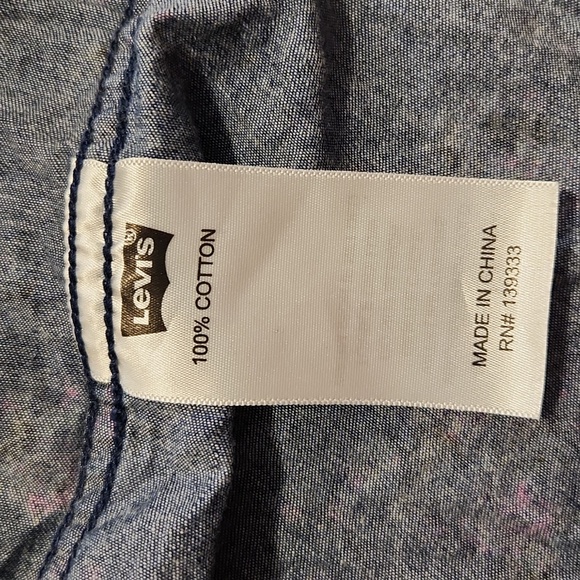 Levi's®
100% COTTON
MADE IN CHINA
RN# 139333